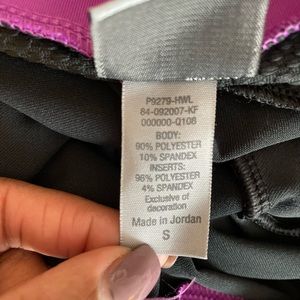 P9279-HWL
84-092007-KF
000000-Q108
BODY:
90% POLYESTER
10% SPANDEX
INSERTS:
96% POLYESTER
4% SPANDEX
Exclusive of
decoration
Made in Jordan
S